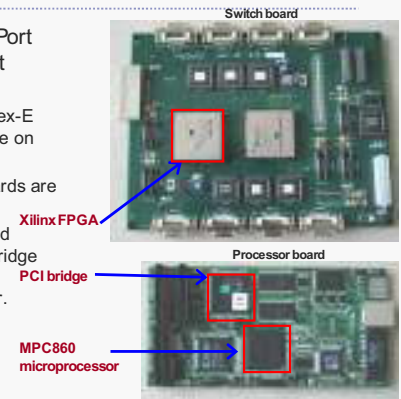 Switch board
Port
t
ex-E
e on
rds are
Xilinx FPGA
d
ridge
Processor board
PCI bridge
r.
MPC860
microprocessor